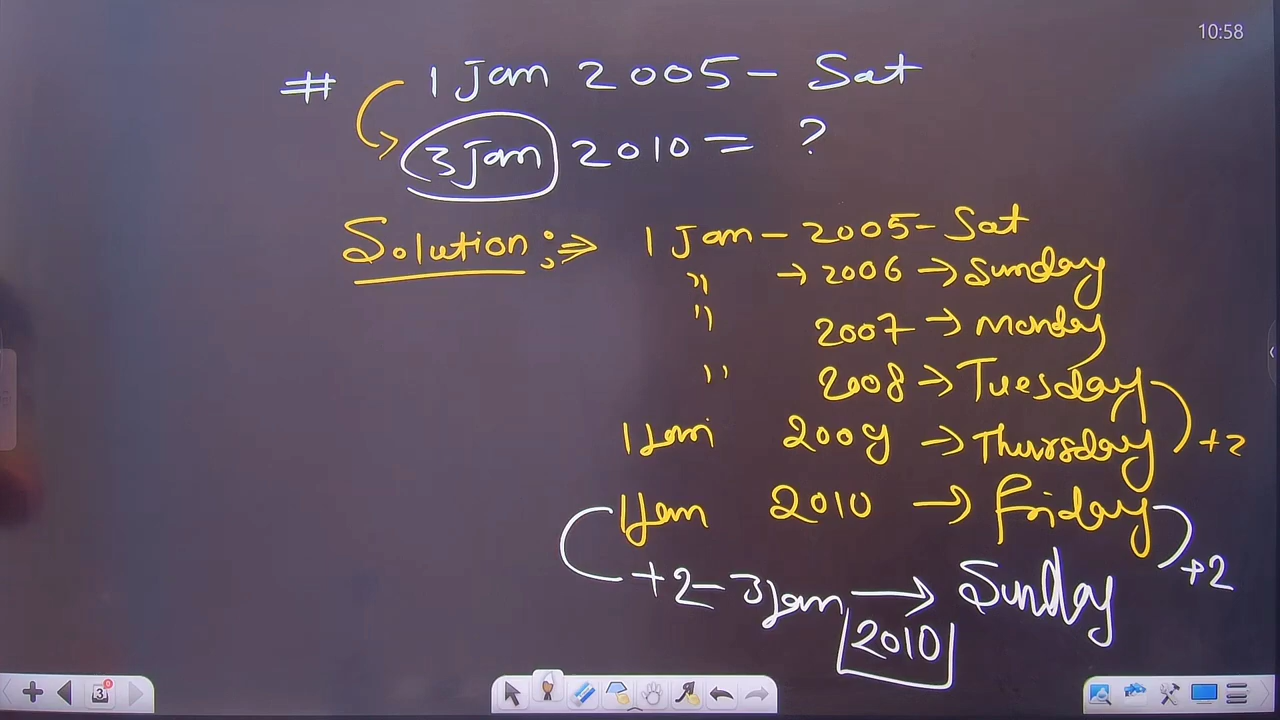 10:58
# 1 Jan 2005 - Sat
3 Jan 2010 = ?
Solution :⇒ 1 Jan - 2005 - Sat
" → 2006 → Sunday
" 2007 → Monday
" 2008 → Tuesday
1 Jan 2009 → Thursday +2
1 Jan 2010 → Friday
+2 - 3 Jan → Sunday +2
2010
3